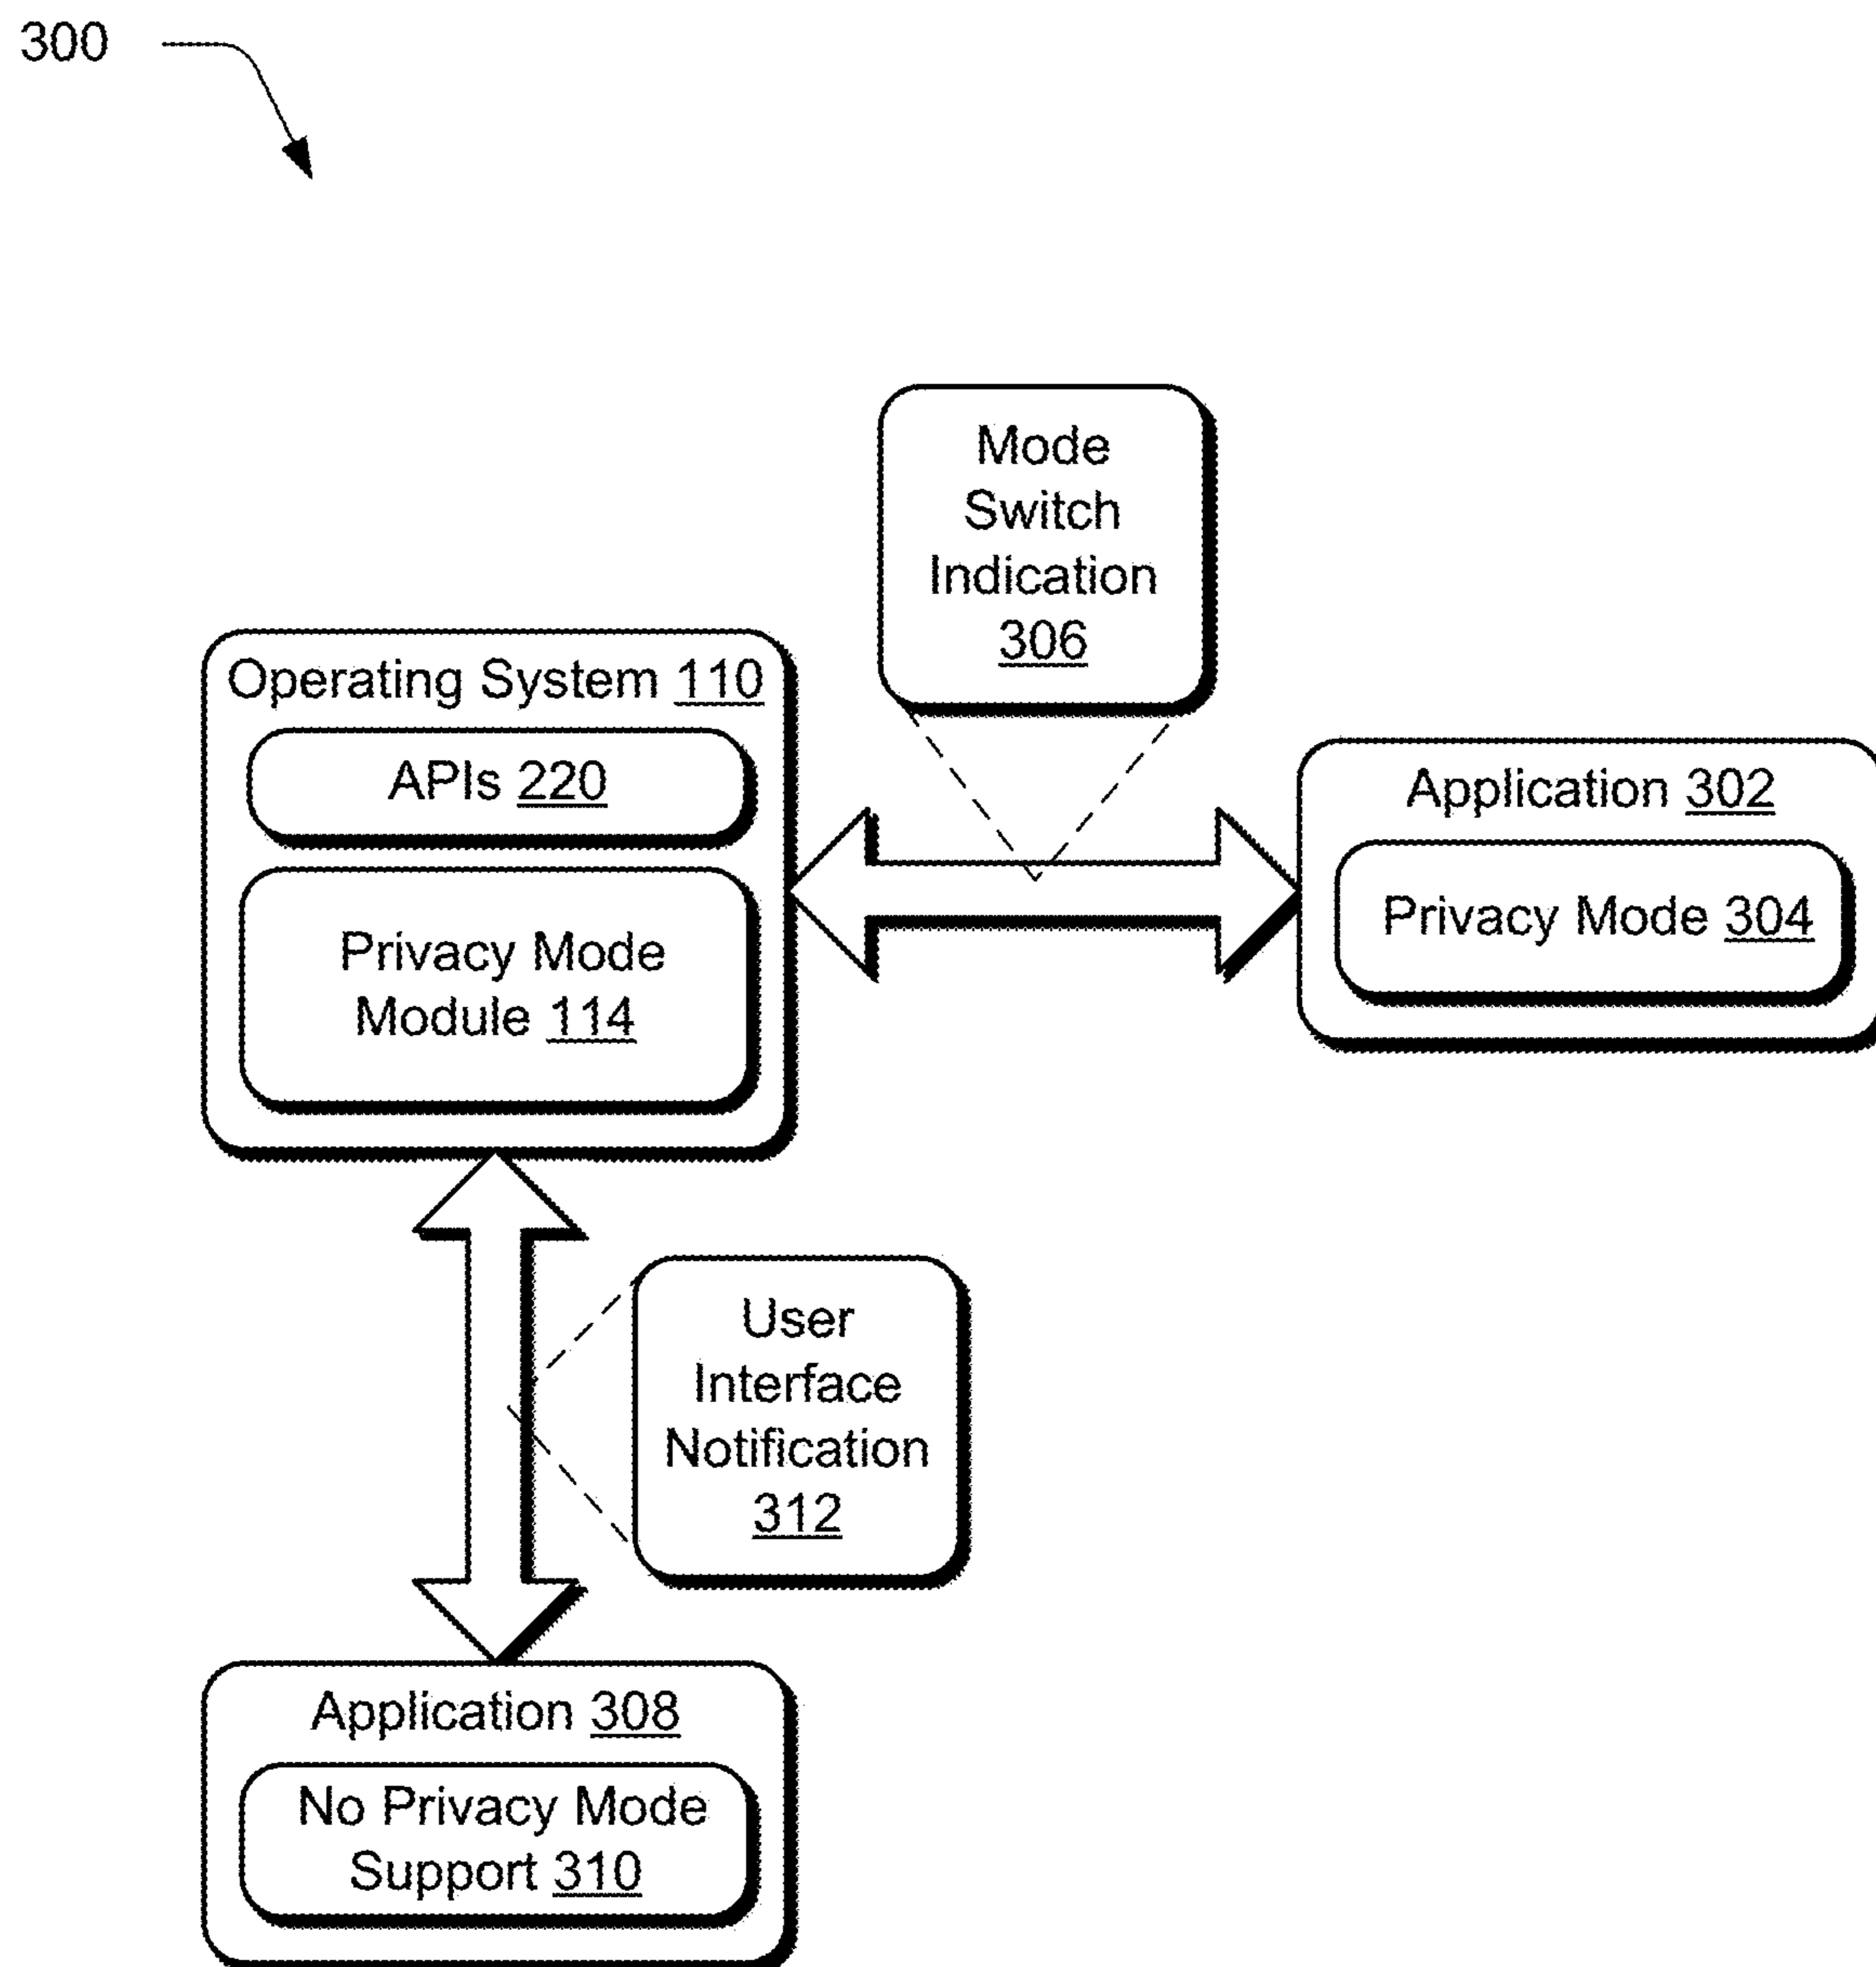 300
Mode
Switch
Indication
306
Operating System 110
APIs 220
Privacy Mode
Module 114
Application 302
Privacy Mode 304
User
Interface
Notification
312
Application 308
No Privacy Mode
Support 310